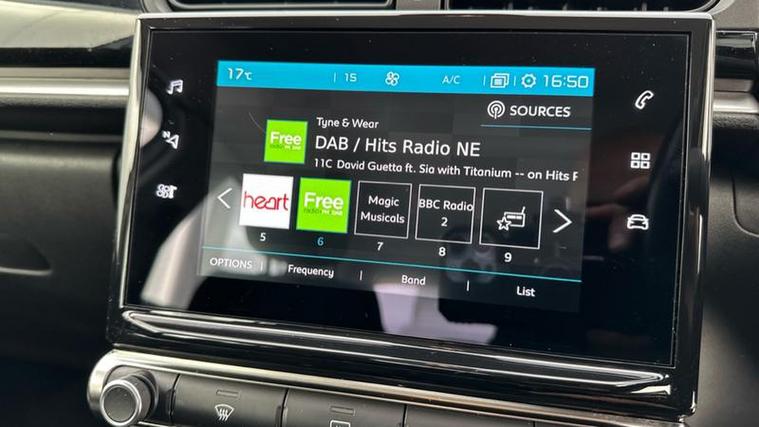 17°C | 15 A/C | | 16:50
SOURCES
Tyne & Wear
DAB / Hits Radio NE
11C David Guetta ft. Sia with Titanium -- on Hits
Free
heart
Free
Magic
Musicals
BBC Radio
2
5 6 7 8 9
OPTIONS | Frequency | Band | List